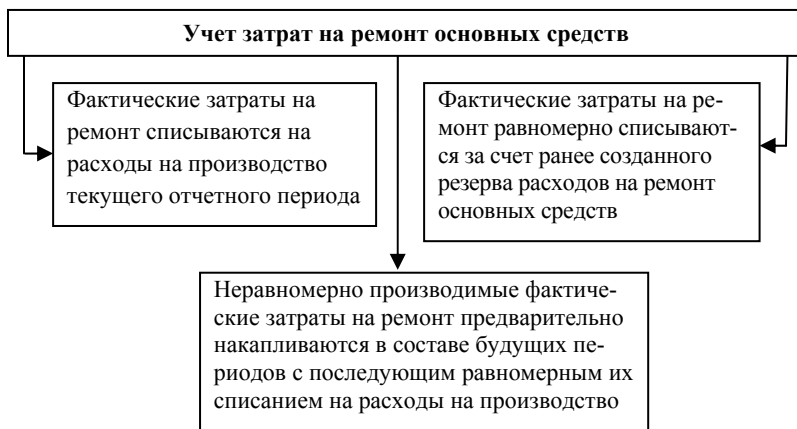 Учет затрат на ремонт основных средств
Фактические затраты на
ремонт списываются на
расходы на производство
текущего отчетного периода
Фактические затраты на ре-
монт равномерно списывают-
ся за счет ранее созданного
резерва расходов на ремонт
основных средств
Неравномерно производимые фактиче-
ские затраты на ремонт предварительно
накапливаются в составе будущих пе-
риодов с последующим равномерным их
списанием на расходы на производство